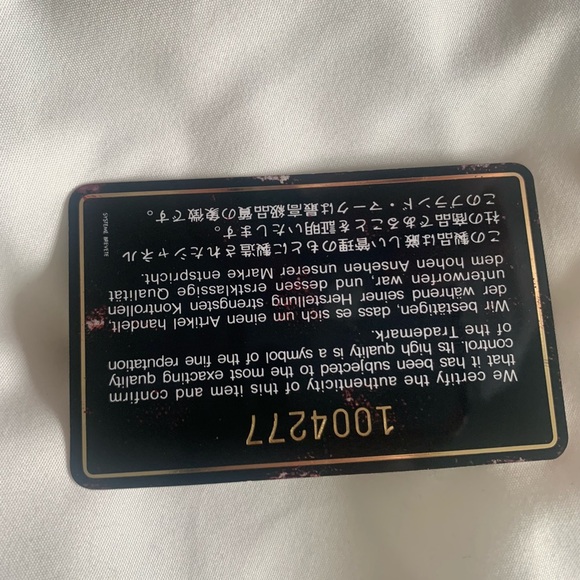 1004277
We certify the authenticity of this item and confirm
that it has been subjected to the most exacting quality
control. Its high quality is a symbol of the fine reputation
of the Trademark.
Wir bestätigen, dass es sich um einen Artikel handelt,
der während seiner Herstellung strengsten Kontrollen
unterworfen war, und dessen erstklassige Qualität
dem hohen Ansehen unserer Marke entspricht.
この製品は厳しい管理のもとに製造されたシャネル
社の商品であることを証明いたします。
このブランド・マークは最高級品質の象徴です。